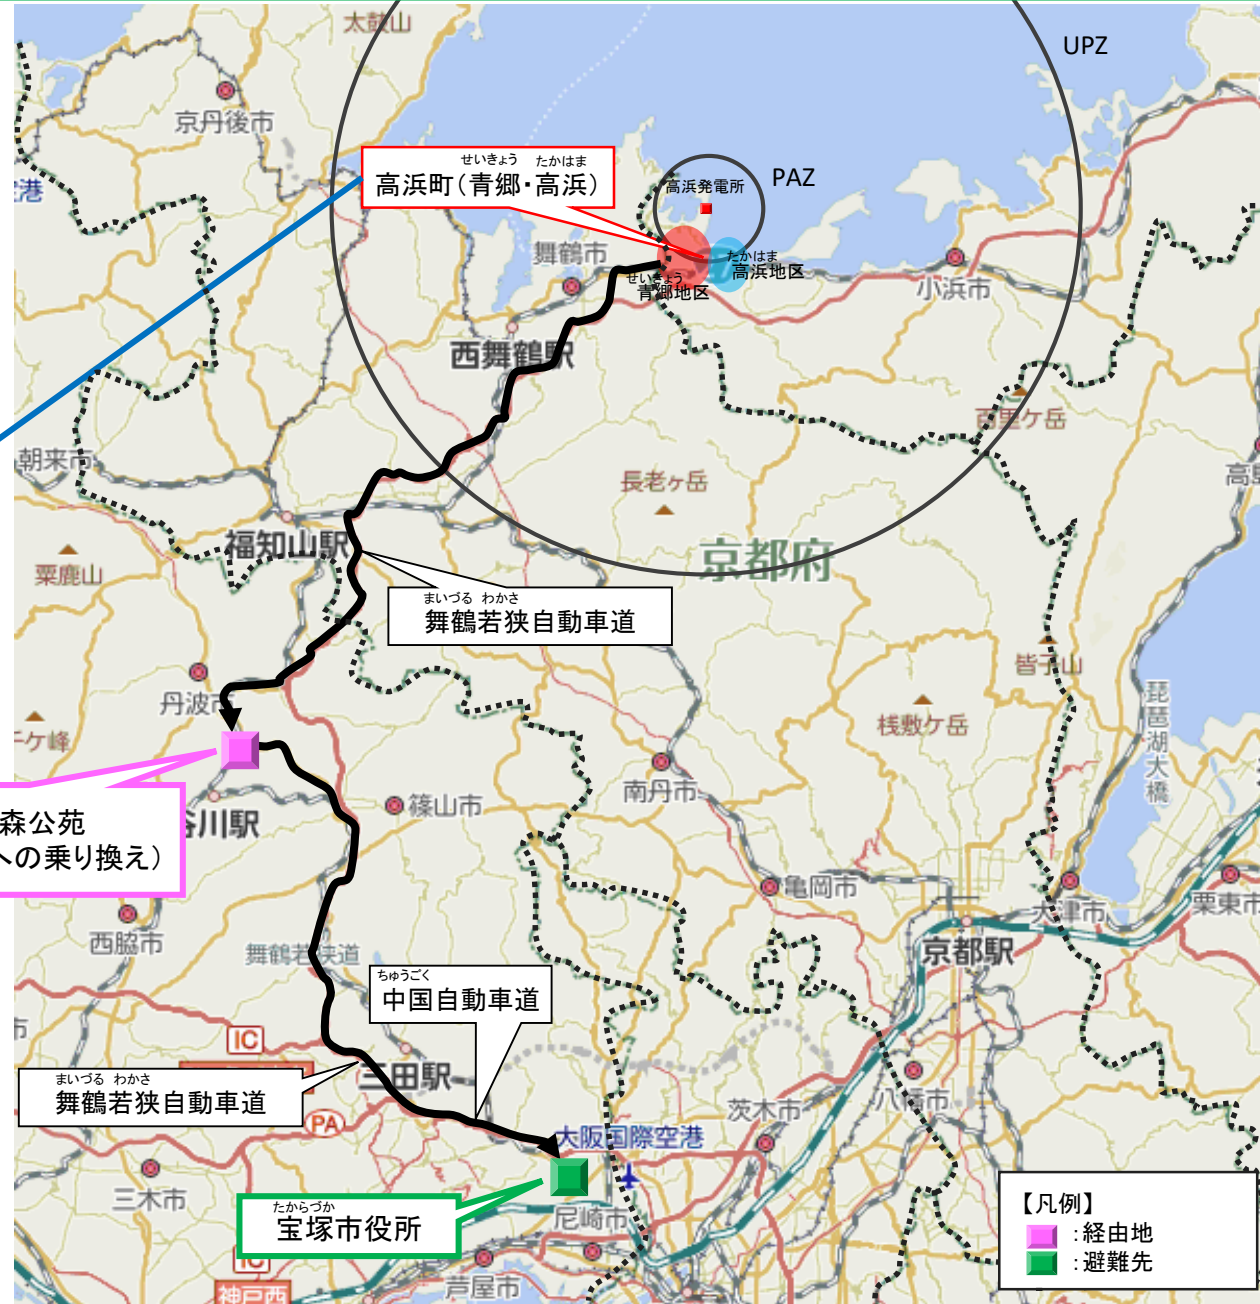 太鼓山
UPZ
京丹後市
せいきょう たかはま
高浜町(青郷・高浜)
PAZ
高浜発電所
港
舞鶴市
たかはま
高浜地区
せいきょう
青郷地区
小浜市
西舞鶴駅
百里ケ岳
朝来市
長老ヶ岳
福知山駅
京都府
粟鹿山
まいづる わかさ
舞鶴若狭自動車道
皆子山
丹波市
琵琶湖大橋
桟敷ケ岳
ケ峰
南丹市
篠山市
森公苑
川駅
への乗り換え)
亀岡市
大津市
栗東市
西脇市
京都駅
舞鶴若狭道
ちゅうごく
中国自動車道
市
IC
三田駅
まいづる わかさ
舞鶴若狭自動車道
八幡市
茨木市
PA
大阪国際空港
三木市
たからづか
宝塚市役所
尼崎市
【凡例】
:経由地
:避難先
IC
芦屋市
神戸西